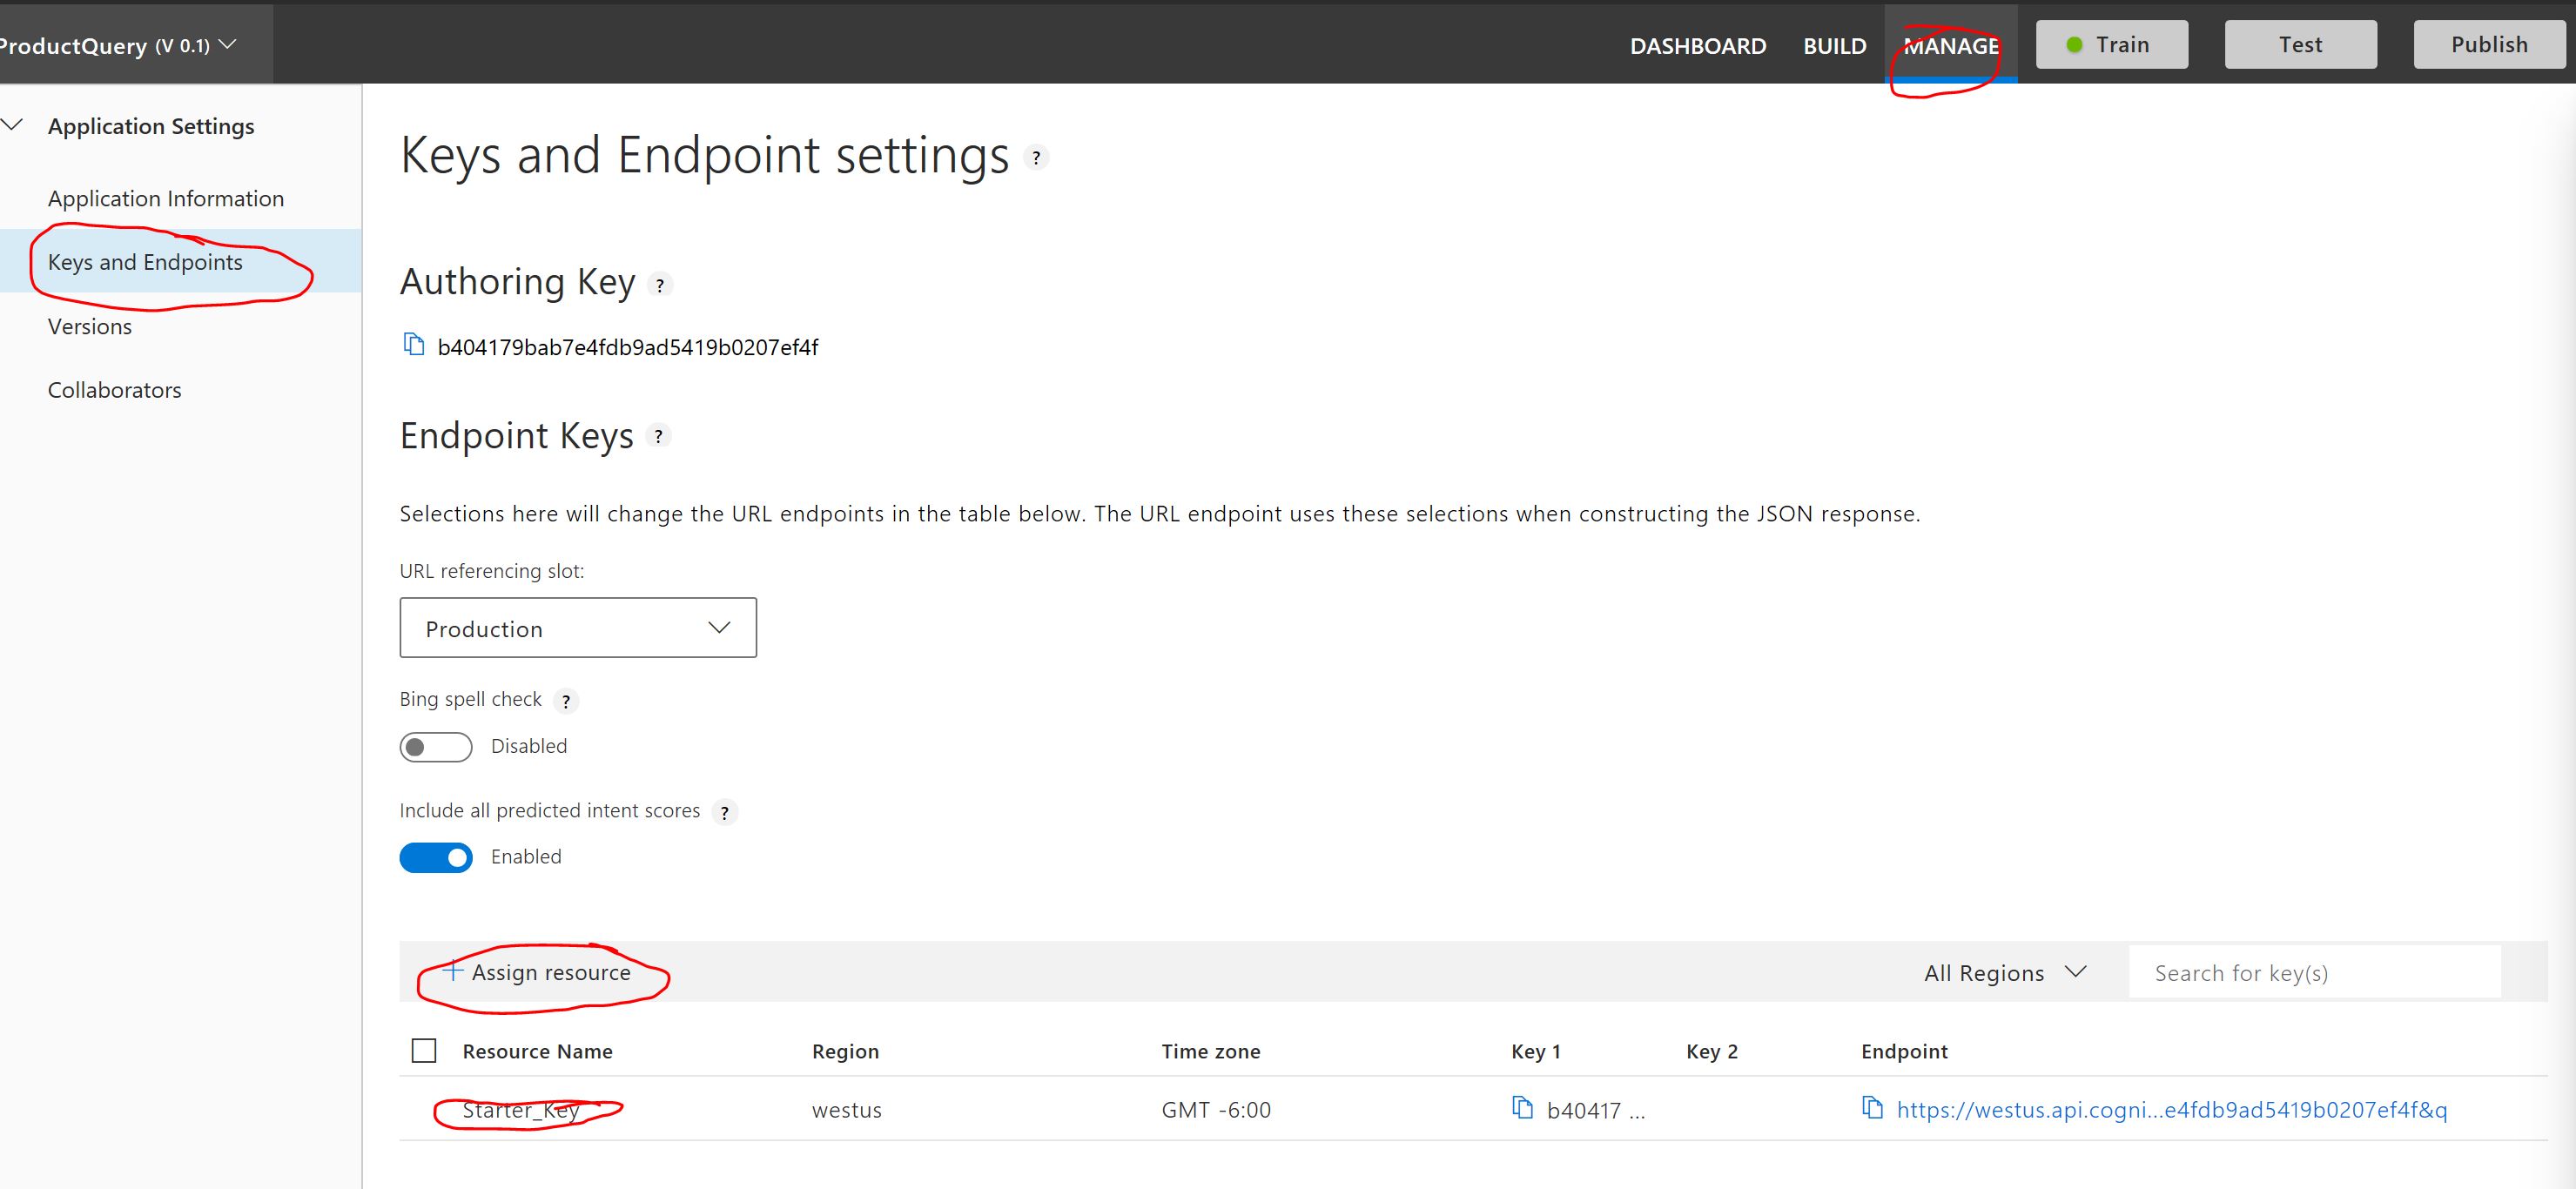 ProductQuery (V 0.1)
DASHBOARD BUILD MANAGE Train Test Publish
Application Settings
Application Information
Keys and Endpoints
Versions
Collaborators
Keys and Endpoint settings ?
Authoring Key ?
b404179bab7e4fdb9ad5419b0207ef4f
Endpoint Keys ?
Selections here will change the URL endpoints in the table below. The URL endpoint uses these selections when constructing the JSON response.
URL referencing slot:
Production
Bing spell check ?
Disabled
Include all predicted intent scores ?
Enabled
+ Assign resource All Regions Search for key(s)
Resource Name Region Time zone Key 1 Key 2 Endpoint
Starter_Key westus GMT -6:00 b40417 ... https://westus.api.cogni...e4fdb9ad5419b0207ef4f&q